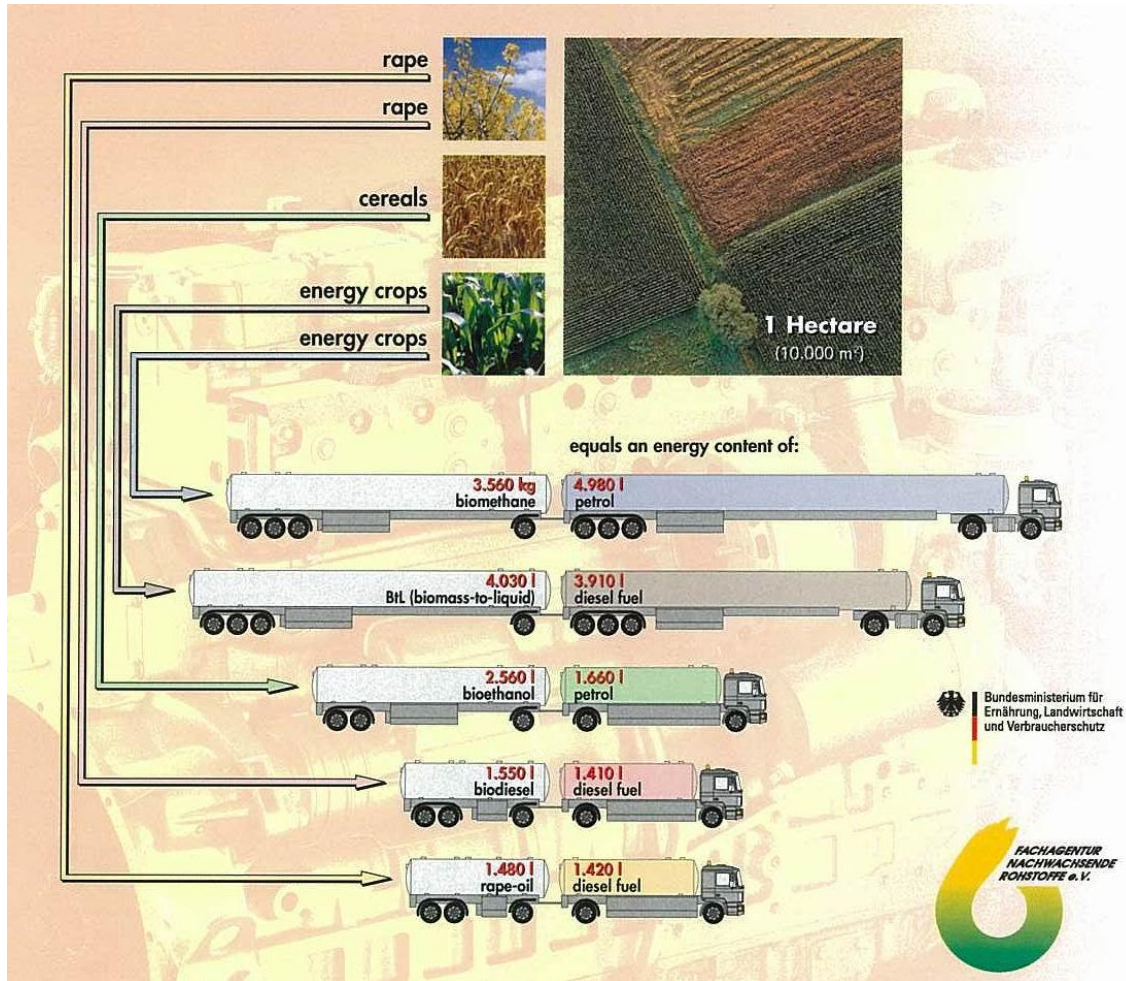 rape
rape
cereals
energy crops
energy crops
1 Hectare
(10.000 m²)
equals an energy content of:
3.560 kg
biomethane
4.980 l
petrol
4.030 l
BtL (biomass-to-liquid)
3.910 l
diesel fuel
2.560 l
bioethanol
1.660 l
petrol
1.550 l
biodiesel
1.410 l
diesel fuel
1.480 l
rape-oil
1.420 l
diesel fuel
Bundesministerium für
Ernährung, Landwirtschaft
und Verbraucherschutz
FACHAGENTUR
NACHWACHSENDE
ROHSTOFFE e.V.